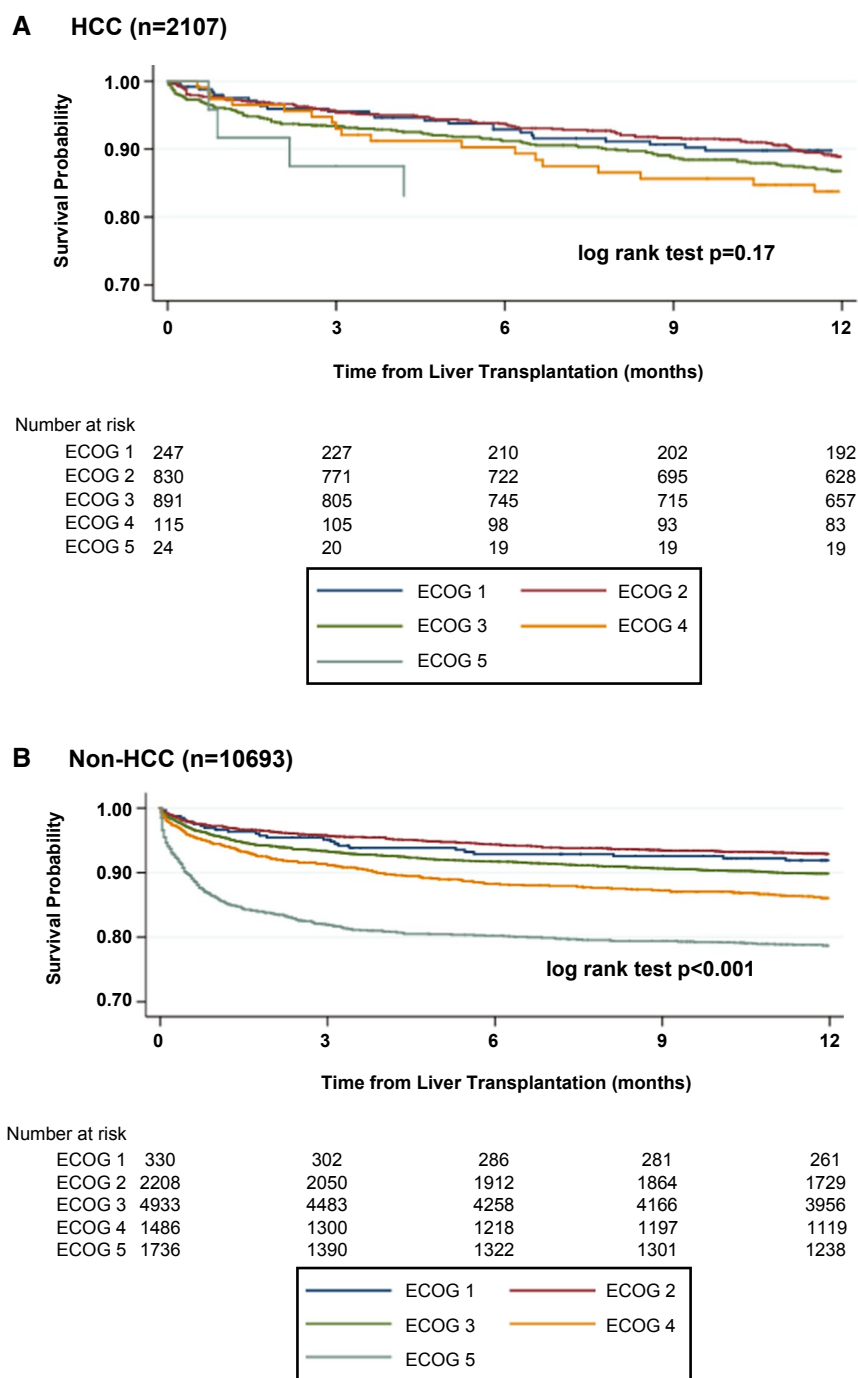 A HCC (n=2107)
Survival Probability
1.00
0.90
0.80
0.70
log rank test p=0.17
0 3 6 9 12
Time from Liver Transplantation (months)
Number at risk
ECOG 1 247 227 210 202 192
ECOG 2 830 771 722 695 628
ECOG 3 891 805 745 715 657
ECOG 4 115 105 98 93 83
ECOG 5 24 20 19 19 19
ECOG 1 ECOG 2
ECOG 3 ECOG 4
ECOG 5
B Non-HCC (n=10693)
Survival Probability
1.00
0.90
0.80
0.70
log rank test p<0.001
0 3 6 9 12
Time from Liver Transplantation (months)
Number at risk
ECOG 1 330 302 286 281 261
ECOG 2 2208 2050 1912 1864 1729
ECOG 3 4933 4483 4258 4166 3956
ECOG 4 1486 1300 1218 1197 1119
ECOG 5 1736 1390 1322 1301 1238
ECOG 1 ECOG 2
ECOG 3 ECOG 4
ECOG 5